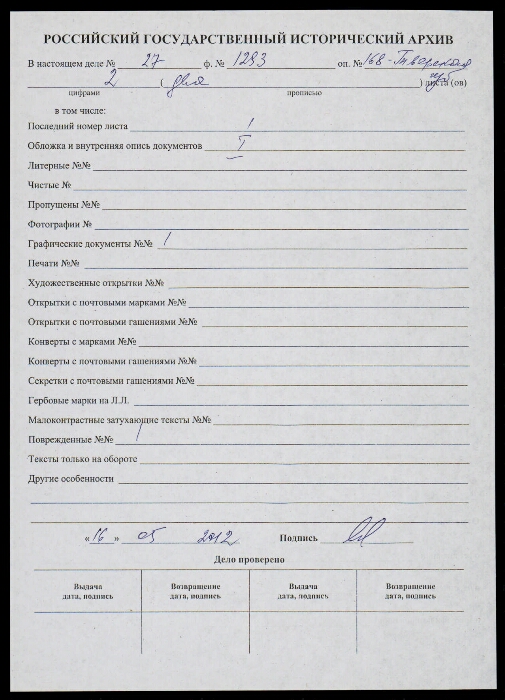 РОССИЙСКИЙ ГОСУДАРСТВЕННЫЙ ИСТОРИЧЕСКИЙ АРХИВ
В настоящем деле № 27 ф. № 1293 оп. № 168-Тверская губ
2 ( два ) листа (ов)
цифрами прописью
в том числе:
Последний номер листа 1
Обложка и внутренняя опись документов I
Литерные №№
Чистые №
Пропущены №№
Фотографии №
Графические документы №№ 1
Печати №№
Художественные открытки №№
Открытки с почтовыми марками №№
Открытки с почтовыми гашениями №№
Конверты с марками №№
Конверты с почтовыми гашениями №№
Секретки с почтовыми гашениями №№
Гербовые марки на Л.Л.
Малоконтрастные затухающие тексты №№
Поврежденные №№ 1
Тексты только на обороте
Другие особенности
«16» 05 2012 Подпись
Дело проверено
Выдача Возвращение Выдача Возвращение
дата, подпись дата, подпись дата, подпись дата, подпись